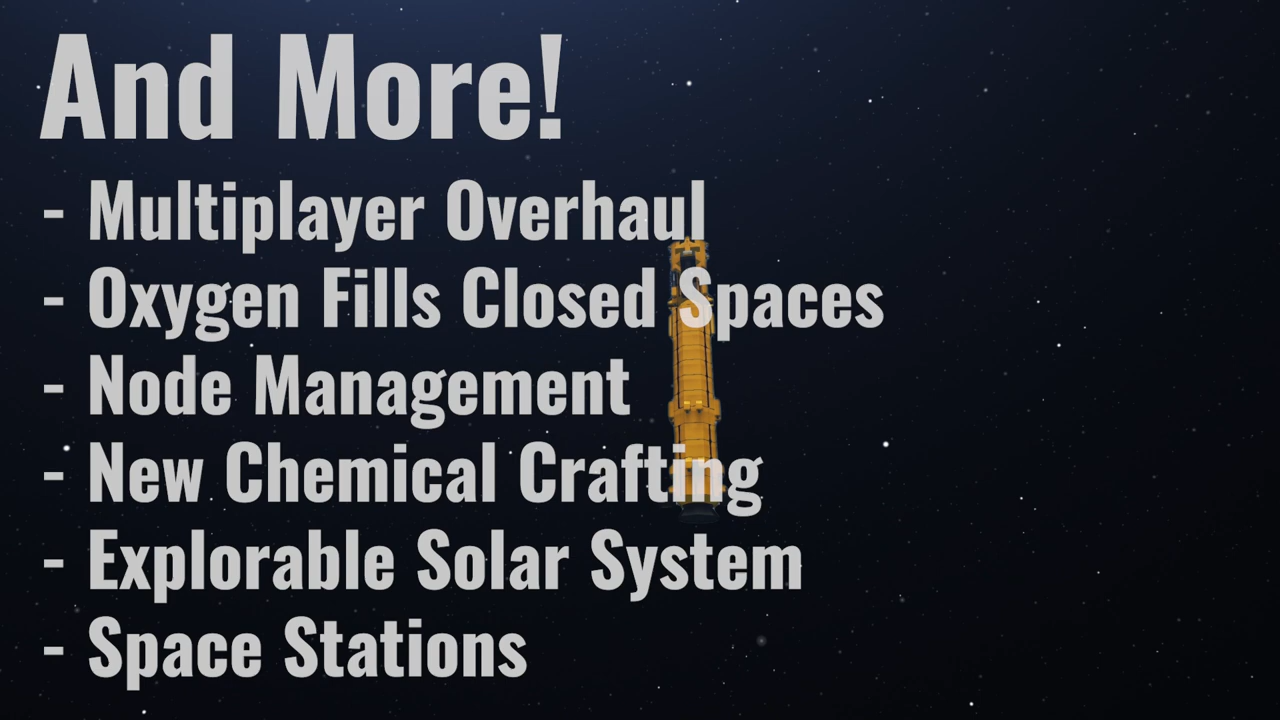 And More!
- Multiplayer Overhaul
- Oxygen Fills Closed Spaces
- Node Management
- New Chemical Crafting
- Explorable Solar System
- Space Stations